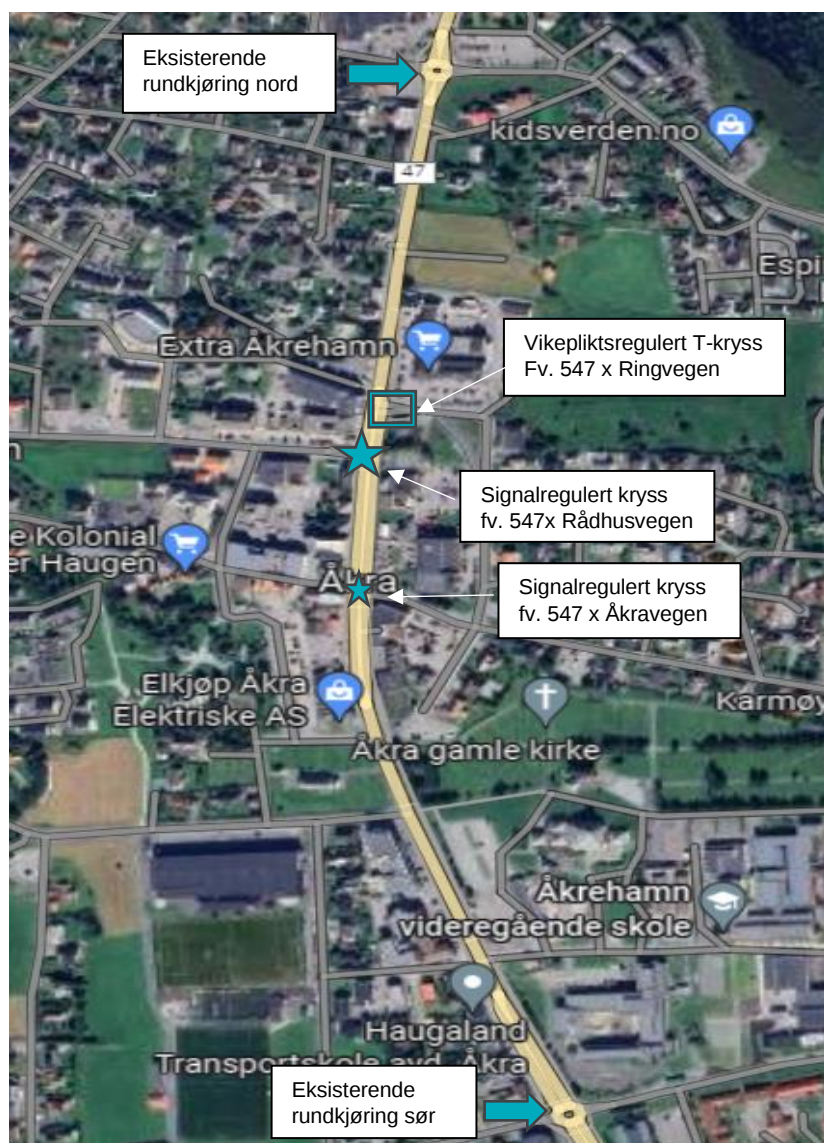 Eksisterende
rundkjøring nord
kidsverden.no
47
Espi
Extra Åkrehamn
Vikepliktsregulert T-kryss
Fv. 547 x Ringvegen
n
Signalregulert kryss
fv. 547x Rådhusvegen
e Kolonial
er Haugen
Åkra
Signalregulert kryss
fv. 547 x Åkravegen
Elkjøp Åkra
Elektriske AS
Karmøy
Åkra gamle kirke
Åkrehamn
videregående skole
Haugaland
Transportskole avd. Åkra
Eksisterende
rundkjøring sør